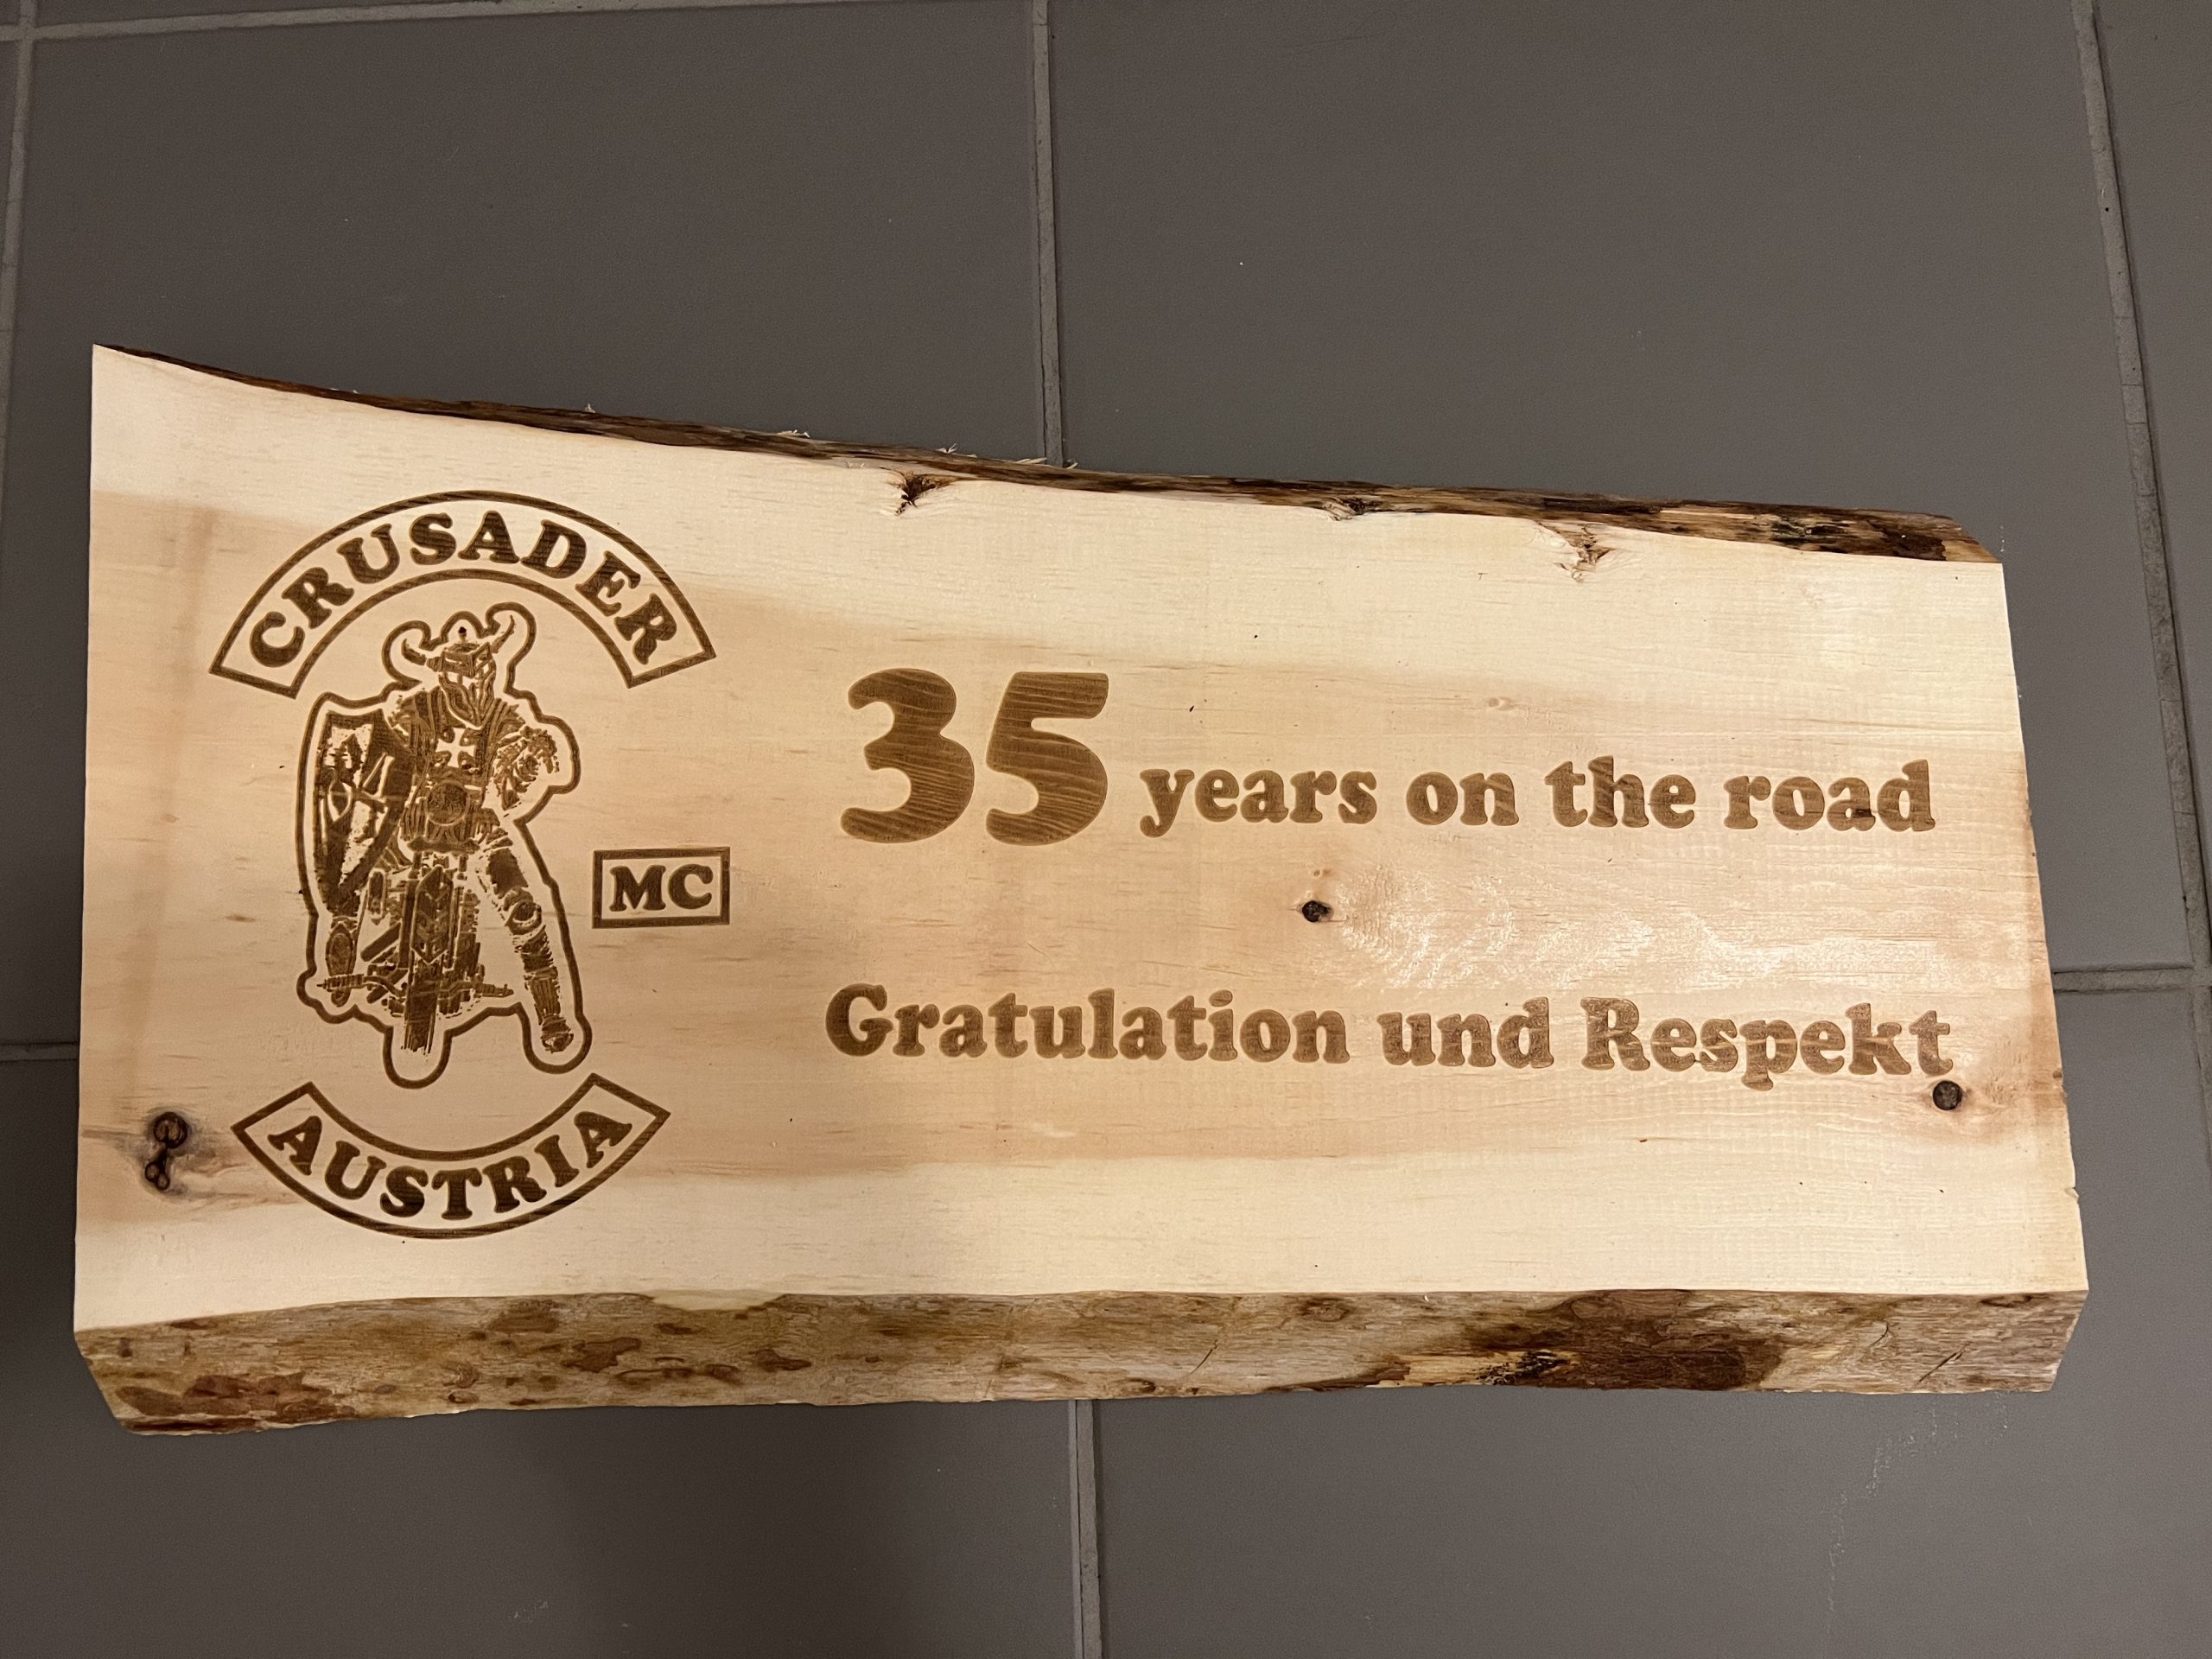 CRUSADER
MC
AUSTRIA
35 years on the road
Gratulation und Respekt